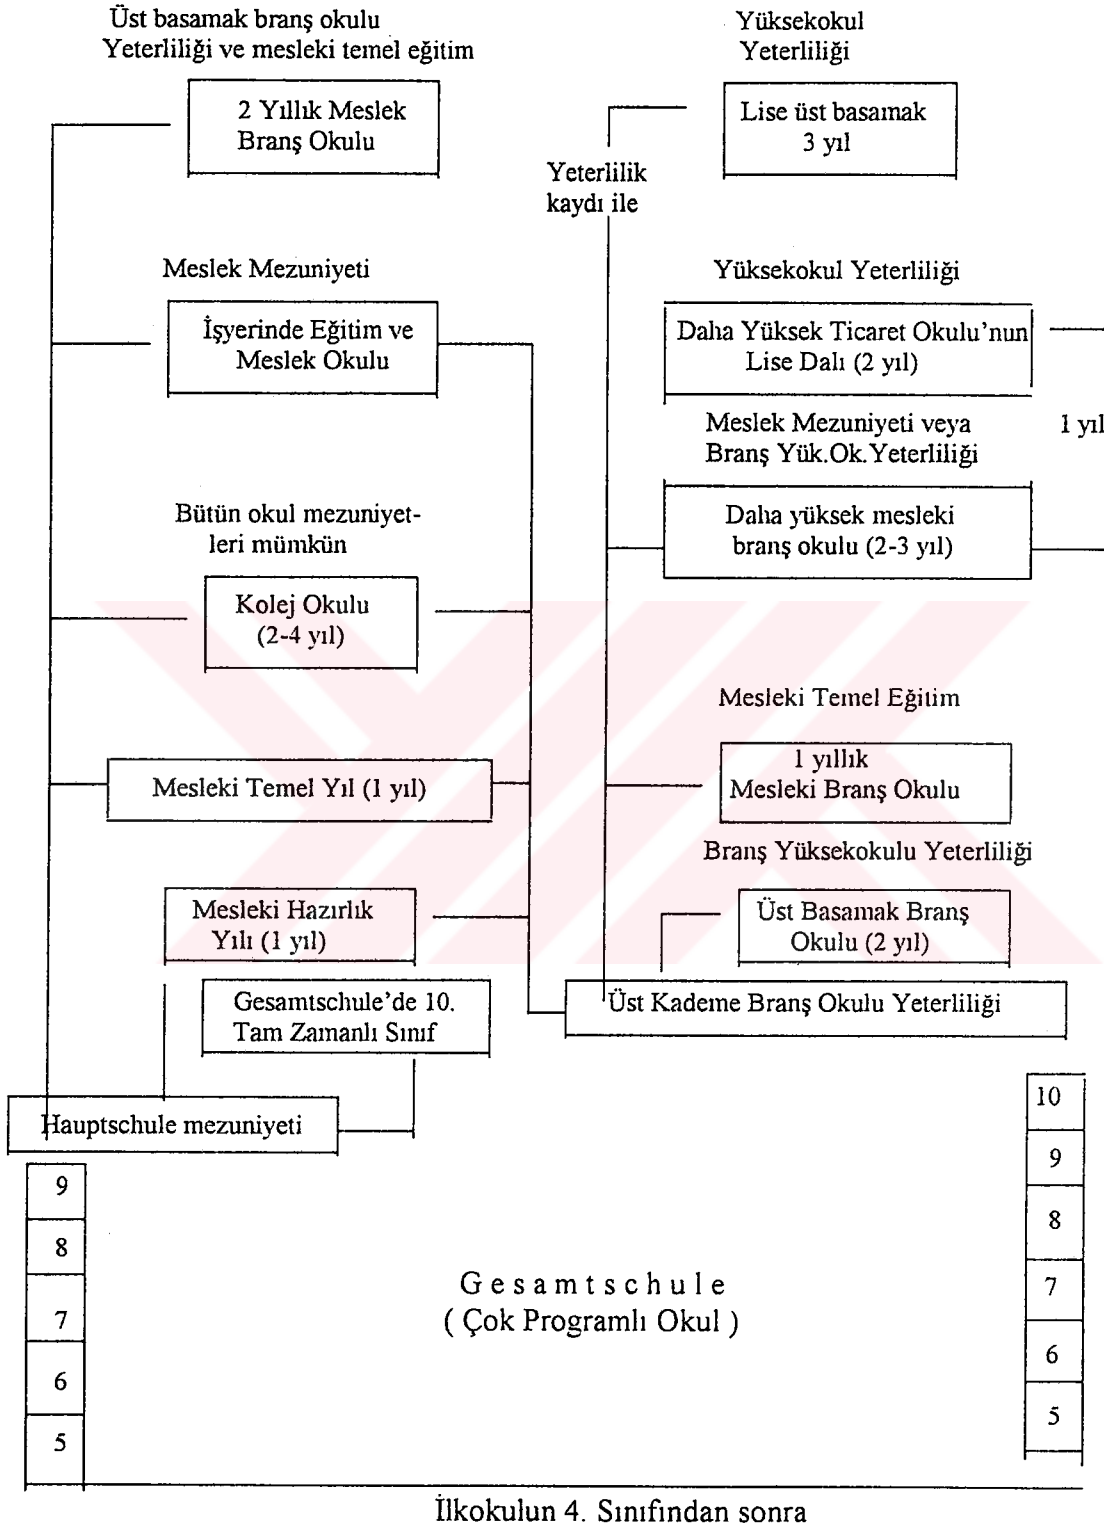 Üst basamak branş okulu
Yeterliliği ve mesleki temel eğitim
2 Yıllık Meslek
Branş Okulu
Meslek Mezuniyeti
İşyerinde Eğitim ve
Meslek Okulu
Bütün okul mezuniyet-
leri mümkün
Kolej Okulu
(2-4 yıl)
Mesleki Temel Yıl (1 yıl)
Mesleki Hazırlık
Yılı (1 yıl)
Gesamtschule'de 10.
Tam Zamanlı Sınıf
Hauptschule mezuniyeti
9
8
7
6
5
Yüksekokul
Yeterliliği
Lise üst basamak
3 yıl
Yeterlilik
kaydı ile
Yüksekokul Yeterliliği
Daha Yüksek Ticaret Okulu'nun
Lise Dalı (2 yıl)
Meslek Mezuniyeti veya
Branş Yük.Ok.Yeterliliği
1 yıl
Daha yüksek mesleki
branş okulu (2-3 yıl)
Mesleki Temel Eğitim
1 yıllık
Mesleki Branş Okulu
Branş Yüksekokulu Yeterliliği
Üst Basamak Branş
Okulu (2 yıl)
Üst Kademe Branş Okulu Yeterliliği
10
9
8
7
6
5
Gesamtschule
( Çok Programlı Okul )
İlkokulun 4. Sınıfından sonra